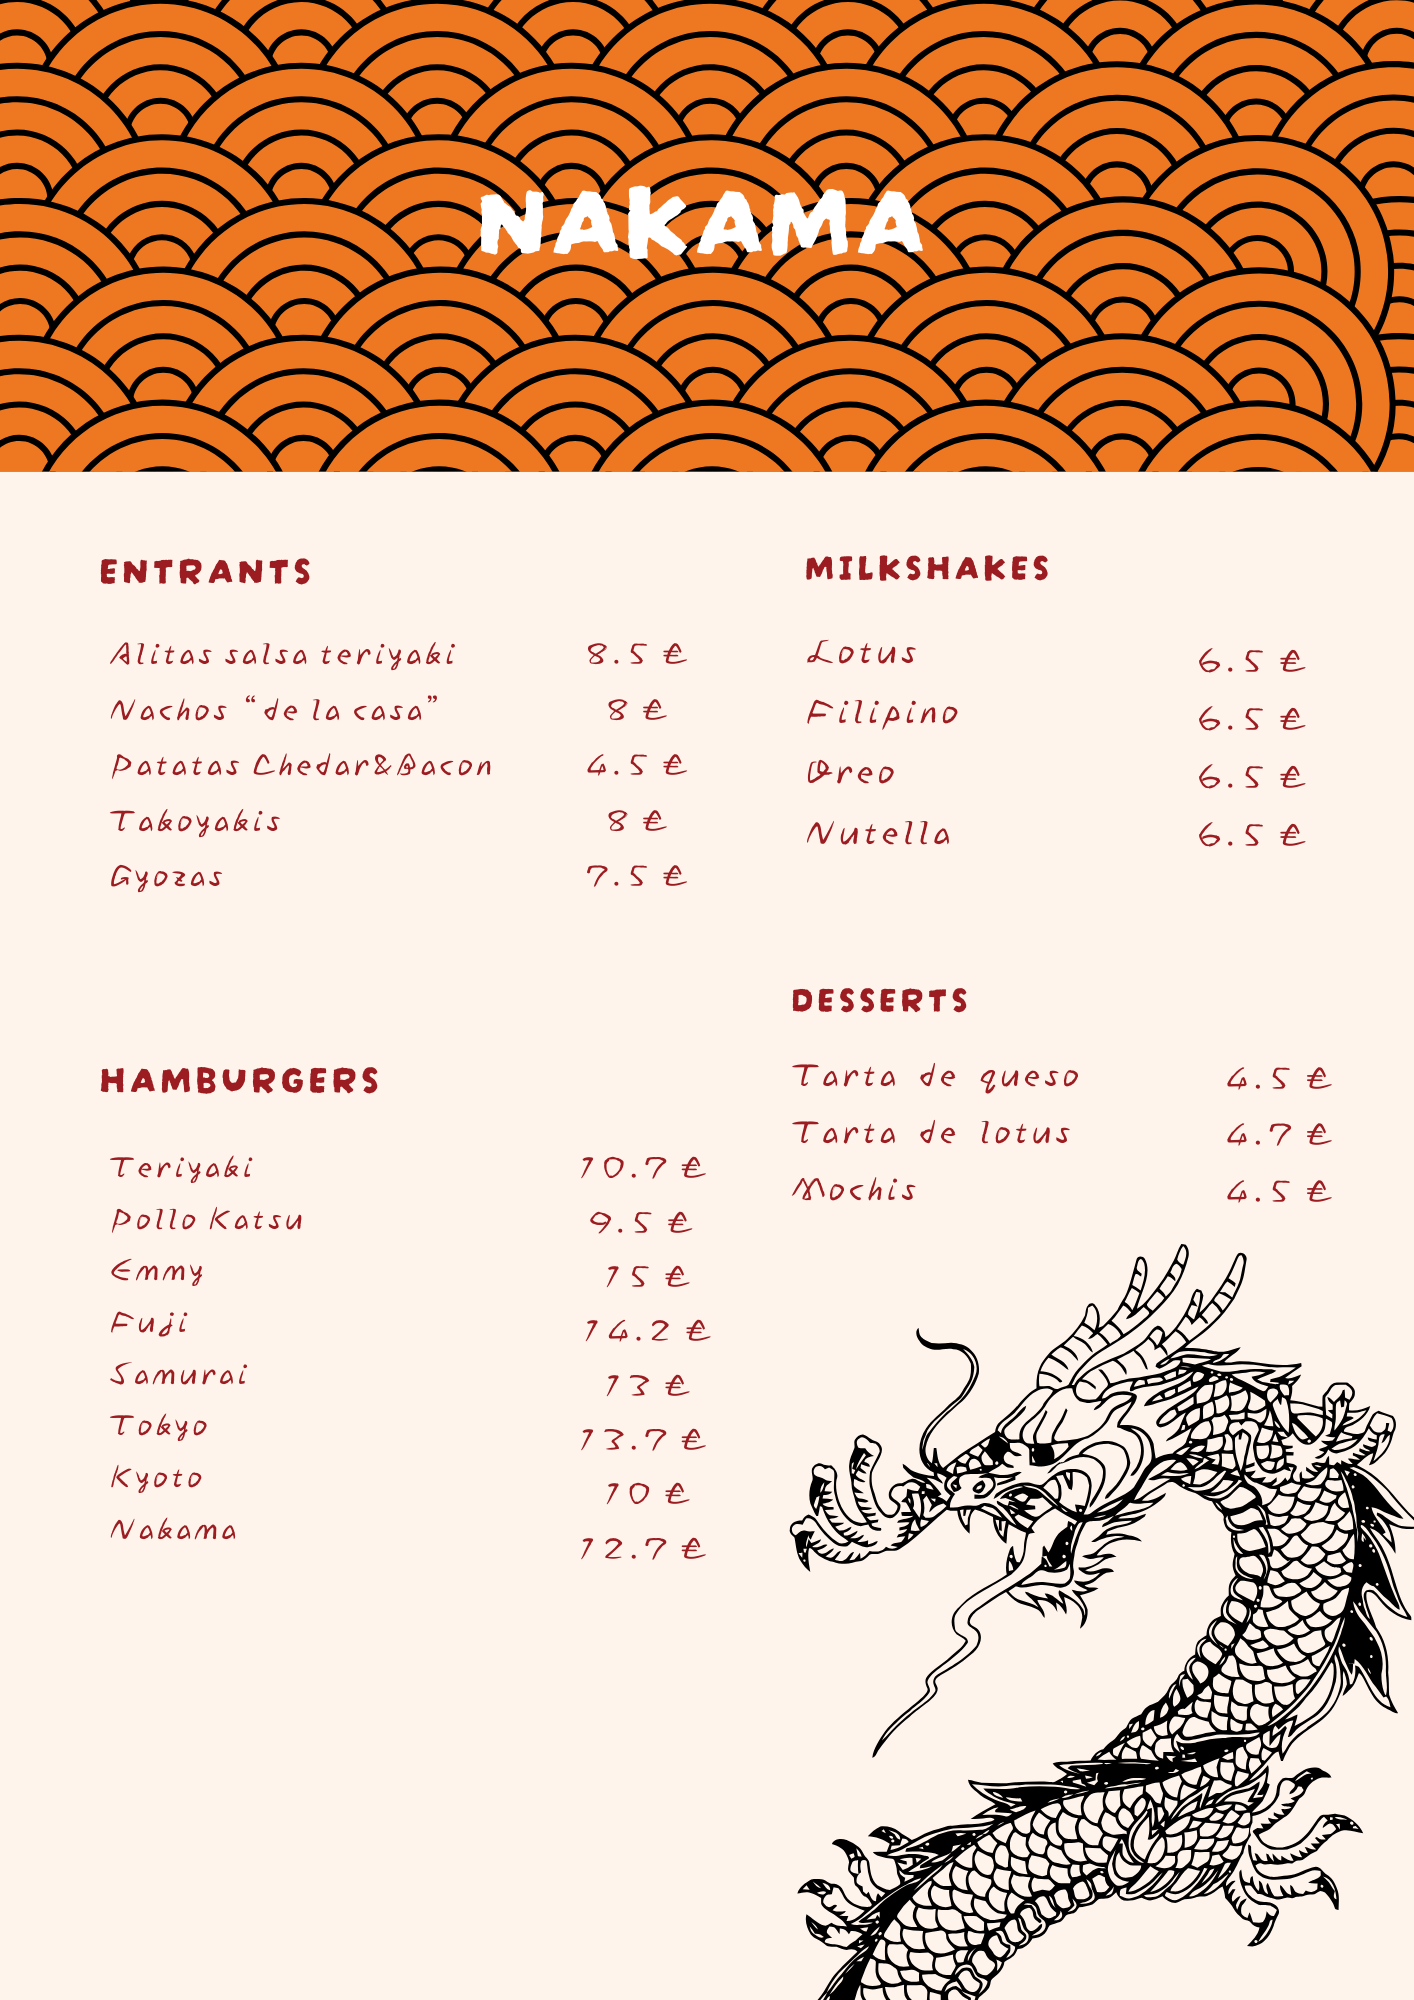 NAKAMA
ENTRANTS
Alitas salsa teriyaki 8.5 €
Nachos “de la casa” 8 €
Patatas Chedar&Bacon 4.5 €
Takoyakis 8 €
Gyozas 7.5 €
HAMBURGERS
Teriyaki 10.7 €
Pollo Katsu 9.5 €
Emmy 15 €
Fuji 14.2 €
Samurai 13 €
Tokyo 13.7 €
Kyoto 10 €
Nakama 12.7 €
MILKSHAKES
Lotus 6.5 €
Filipino 6.5 €
Oreo 6.5 €
Nutella 6.5 €
DESSERTS
Tarta de queso 4.5 €
Tarta de lotus 4.7 €
Mochis 4.5 €